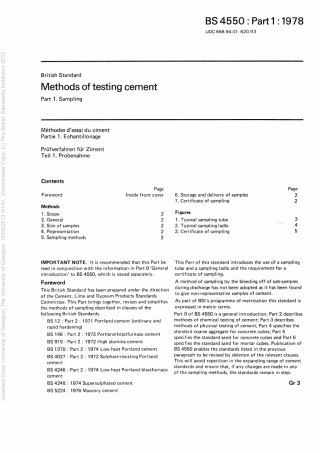 BS 4550 : Part 1 : 1978
UDC 666.94.01 : 620.113
British Standard
Methods of testing cement
Part 1. Sampling
Méthodes d'essai du ciment
Partie 1. Echantillonage
Prüfverfahren für Zement
Teil 1. Probenahme
Contents
Page
Foreword Inside front cover
Methods
1. Scope 2
2. General 2
3. Size of samples 2
4. Representation 2
5. Sampling methods 2
Page
6. Storage and delivery of samples 2
7. Certificate of sampling 2
Figures
1. Typical sampling tube 3
2. Typical sampling ladle 4
3. Certificate of sampling 5
IMPORTANT NOTE. It is recommended that this Part be
read in conjunction with the information in Part 0 'General
introduction' to BS 4550, which is issued separately.
Foreword
This British Standard has been prepared under the direction
of the Cement, Lime and Gypsum Products Standards
Committee. This Part brings together, revises and simplifies
the methods of sampling described in clauses of the
following British Standards:
BS 12 : Part 2 : 1971 Portland cement (ordinary and
rapid hardening)
BS 146 : Part 2 : 1973 Portland-blastfurnace cement
BS 915 : Part 2 : 1972 High alumina cement
BS 1370 : Part 2 : 1974 Low heat Portland cement
BS 4027 : Part 2 : 1972 Sulphate-resisting Portland
cement
BS 4246 : Part 2 : 1974 Low heat Portland-blastfurnace
cement
BS 4248 : 1974 Supersulphated cement
BS 5224 : 1976 Masonry cement
This Part of this standard introduces the use of a sampling
tube and a sampling ladle and the requirement for a
certificate of sampling.
A method of sampling by the bleeding off of sub-samples
during discharge has not been adopted as it has been found
to give non-representative samples of cement.
As part of BSI's programme of metrication this standard is
expressed in metric terms.
Part 0 of BS 4550 is a general introduction; Part 2 describes
methods of chemical testing of cement; Part 3 describes
methods of physical testing of cement; Part 4 specifies the
standard coarse aggregate for concrete cubes; Part 5
specifies the standard sand for concrete cubes and Part 6
specifies the standard sand for mortar cubes. Publication of
BS 4550 enables the standards listed in the previous
paragraph to be revised by deletion of the relevant clauses.
This will avoid repetition in the expanding range of cement
standards and ensure that, if any changes are made in any
of the sampling methods, the standards remain in step.
Gr 3